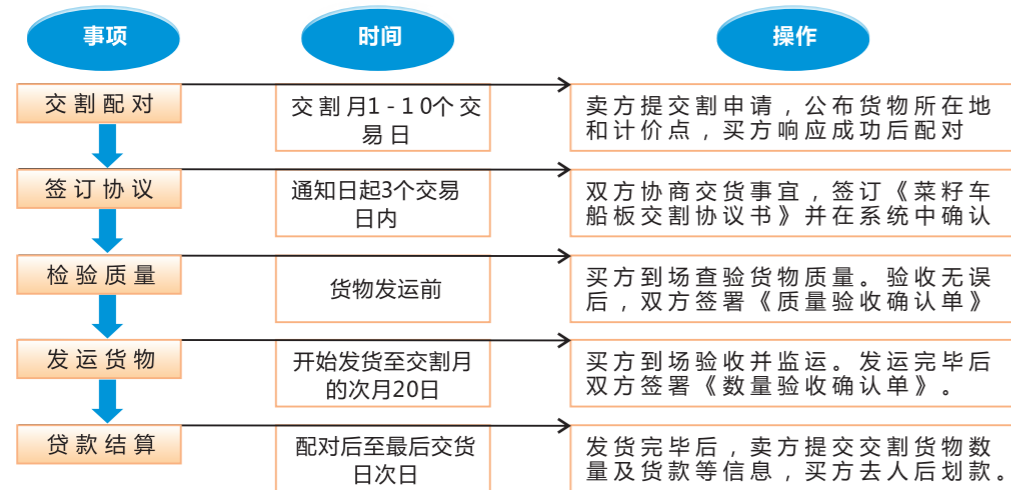 事项
时间
操作
交割配对
交割月1-10个交
易日
卖方提交割申请，公布货物所在地
和计价点，买方响应成功后配对
签订协议
通知日起3个交易
日内
双方协商交货事宜，签订《菜籽车
船板交割协议书》并在系统中确认
检验质量
货物发运前
买方到场查验货物质量。验收无误
后，双方签署《质量验收确认单》
发运货物
开始发货至交割月
的次月20日
买方到场验收并监运。发运完毕后
双方签署《数量验收确认单》。
贷款结算
配对后至最后交货
日次日
发货完毕后，卖方提交交割货物数
量及货款等信息，买方去人后划款。